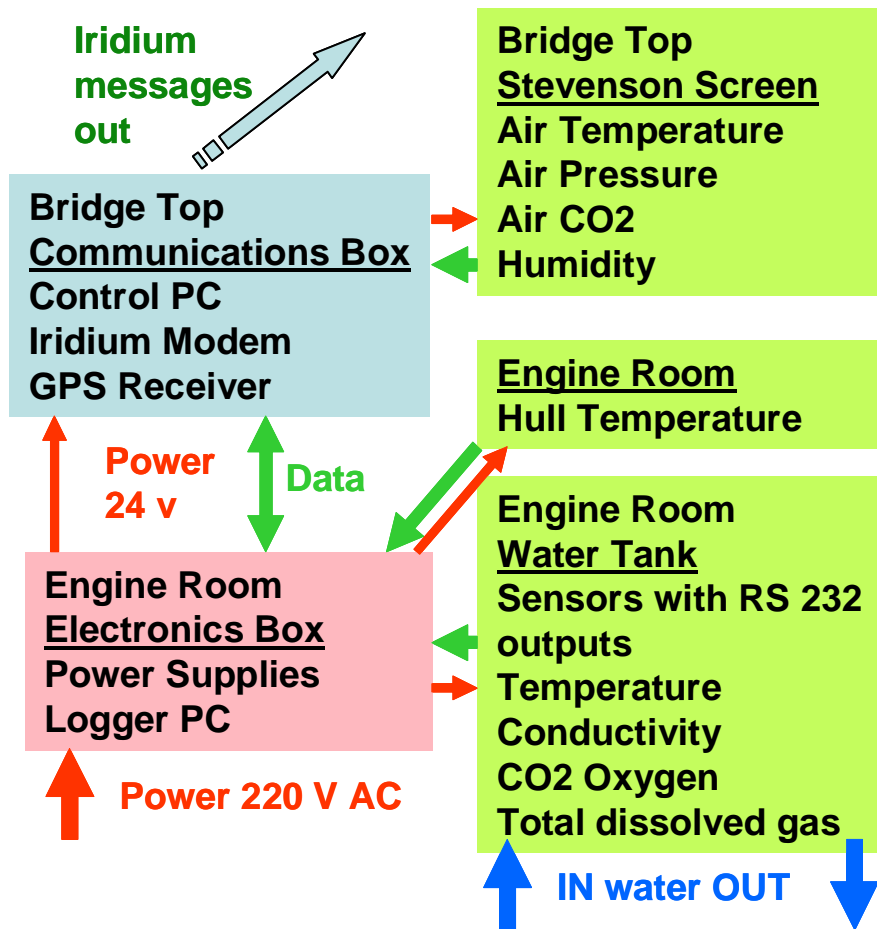 Iridium
messages
out
Bridge Top
Stevenson Screen
Air Temperature
Air Pressure
Air CO2
Humidity
Bridge Top
Communications Box
Control PC
Iridium Modem
GPS Receiver
Engine Room
Hull Temperature
Power
24 v
Data
Engine Room
Electronics Box
Power Supplies
Logger PC
Engine Room
Water Tank
Sensors with RS 232
outputs
Temperature
Conductivity
CO2 Oxygen
Total dissolved gas
Power 220 V AC
IN water OUT